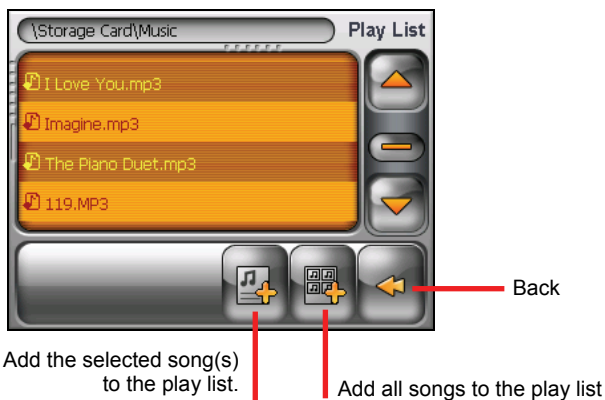 \Storage Card\Music
Play List
I Love You.mp3
Imagine.mp3
The Piano Duet.mp3
119.MP3
Back
Add the selected song(s)
to the play list.
Add all songs to the play list